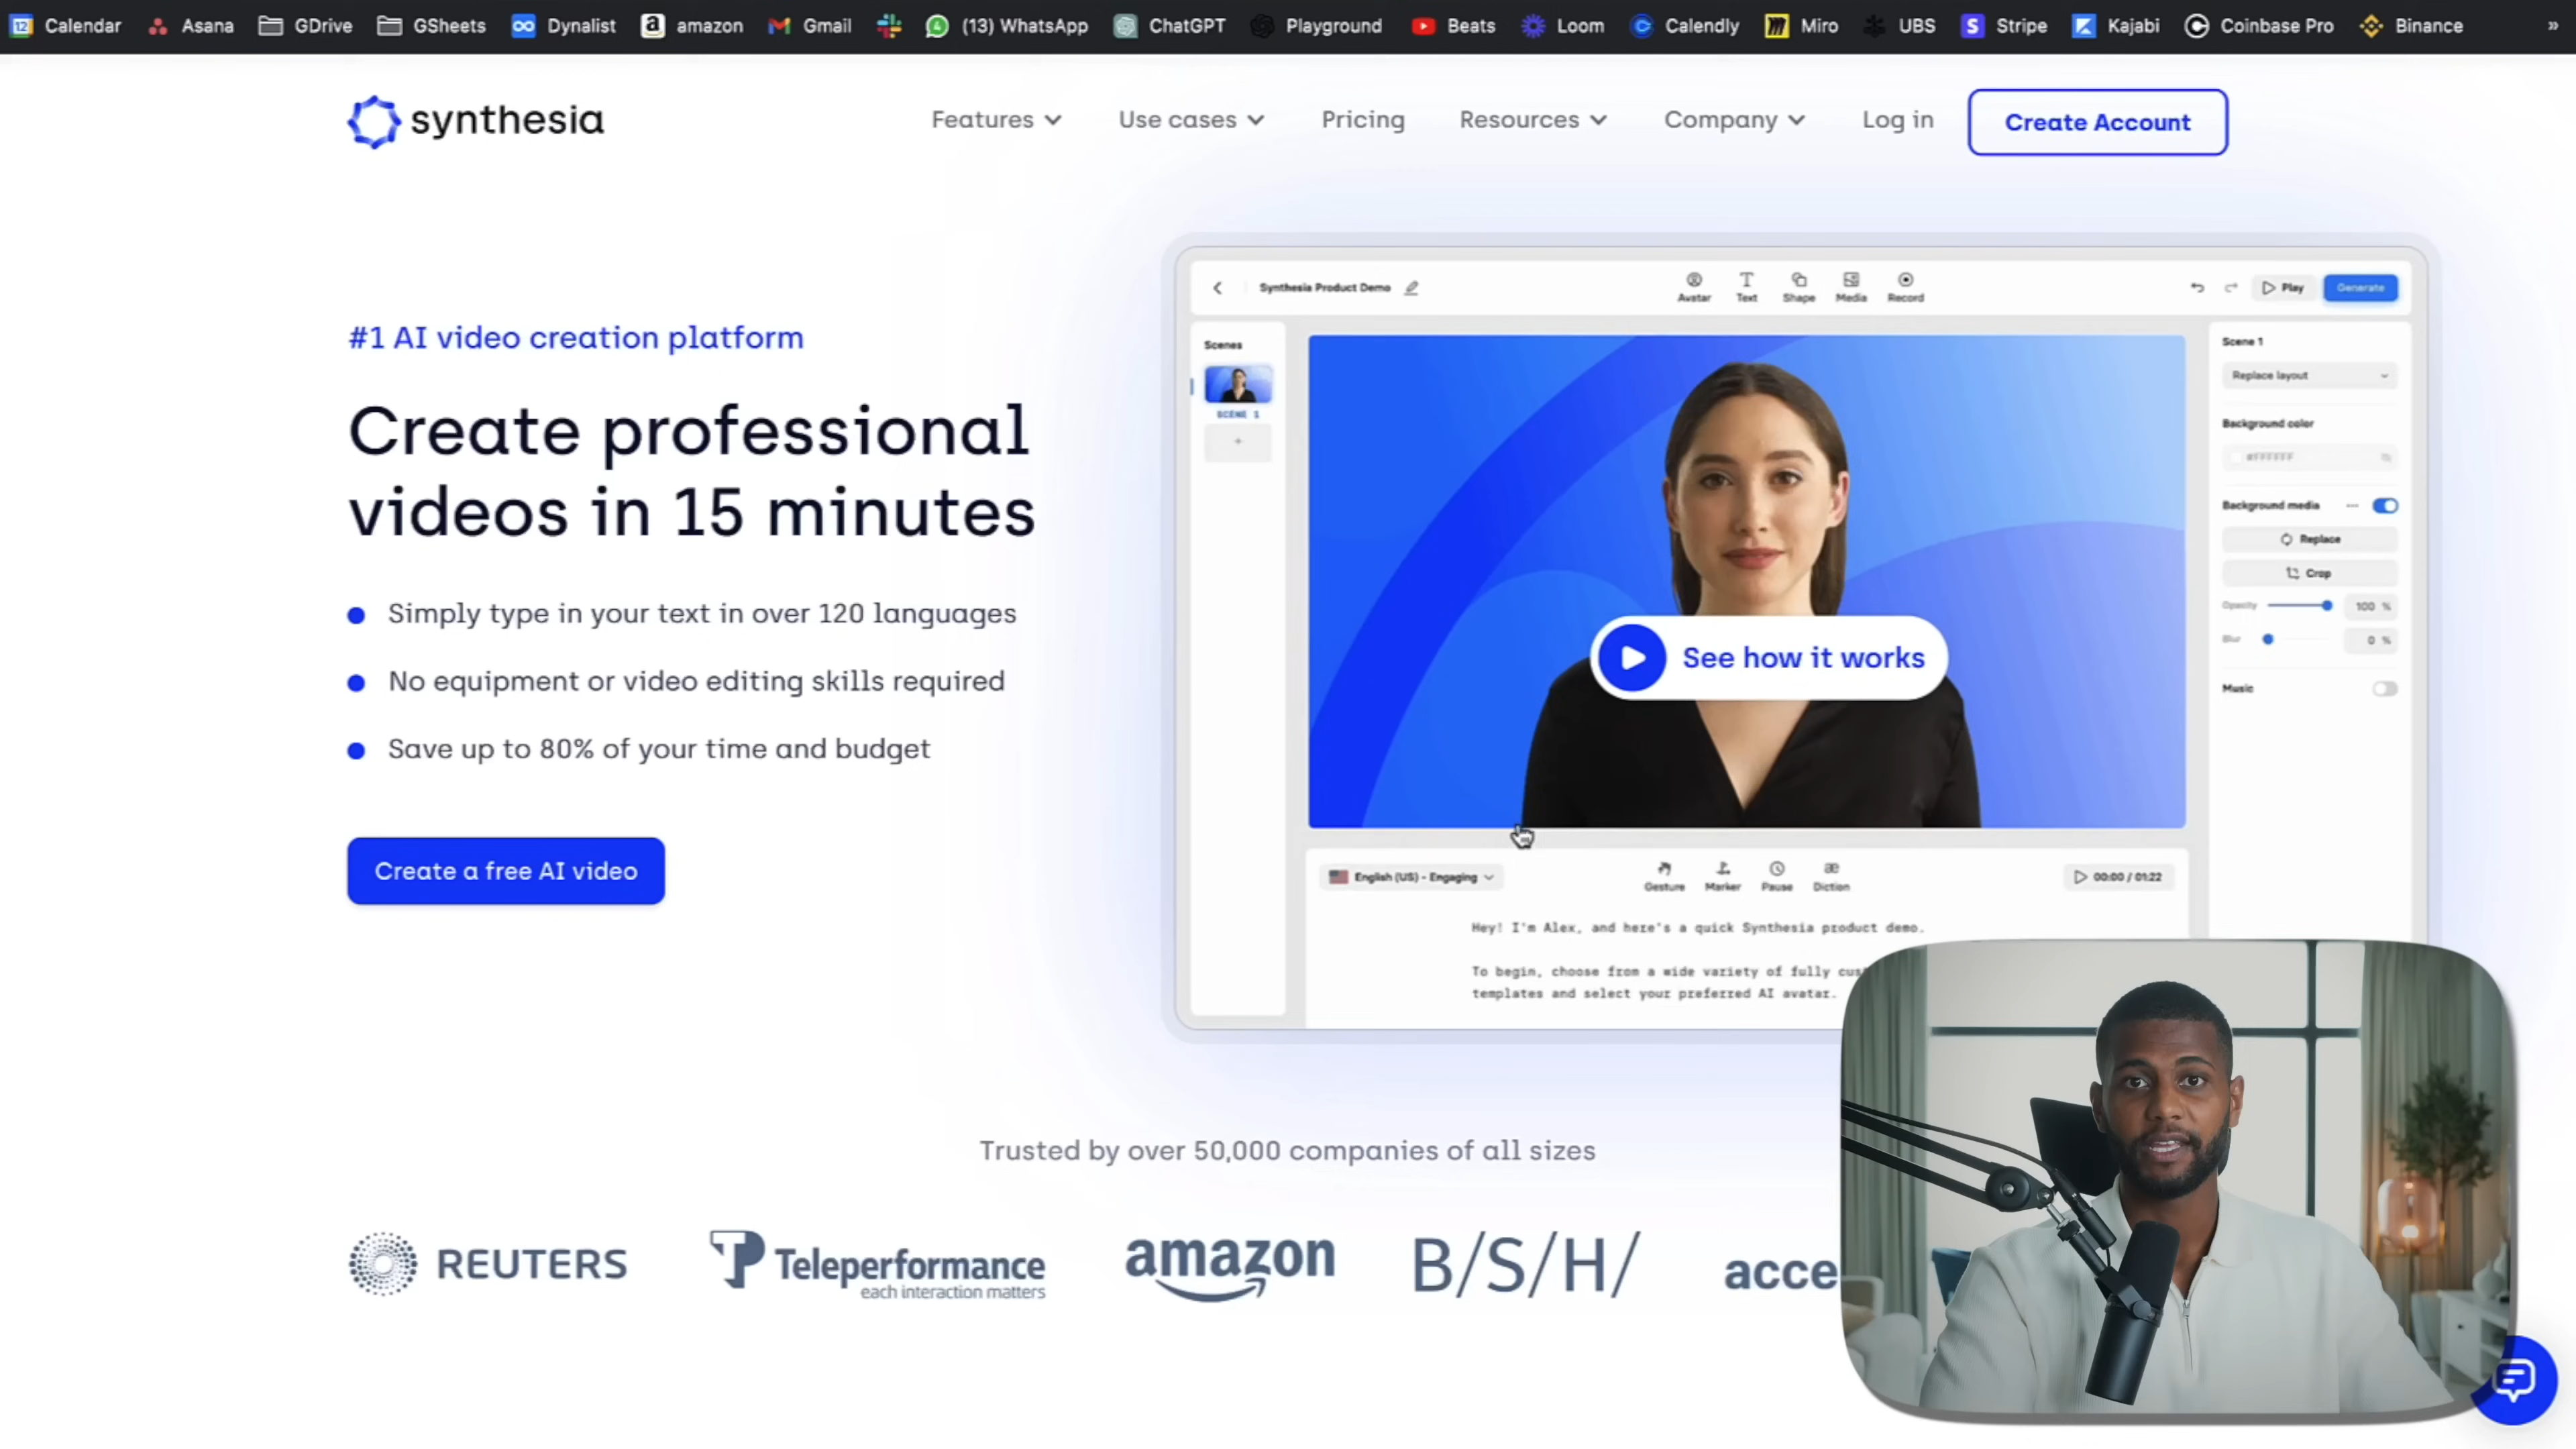 Calendar Asana GDrive GSheets Dynalist amazon Gmail (13) WhatsApp ChatGPT Playground Beats Loom Calendly Miro UBS Stripe Kajabi Coinbase Pro Binance »
synthesia
Features Use cases Pricing Resources Company Log in Create Account
#1 AI video creation platform
Create professional
videos in 15 minutes
Simply type in your text in over 120 languages
No equipment or video editing skills required
Save up to 80% of your time and budget
Create a free AI video
Synthesia Product Demo
Avatar Text Shape Media Record
Play Generate
Scenes
SCENE 1
See how it works
Scene 1
Replace layout
Background color
#FFFFFF
Background media
Replace
Crop
Opacity 100 %
Blur 0 %
Music
English (US) - Engaging
Gesture Marker Pause Diction
00:00 / 01:22
Hey! I'm Alex, and here's a quick Synthesia product demo.
To begin, choose from a wide variety of fully cus
templates and select your preferred AI avatar.
Trusted by over 50,000 companies of all sizes
REUTERS
Teleperformance
each interaction matters
amazon
B/S/H/
acce